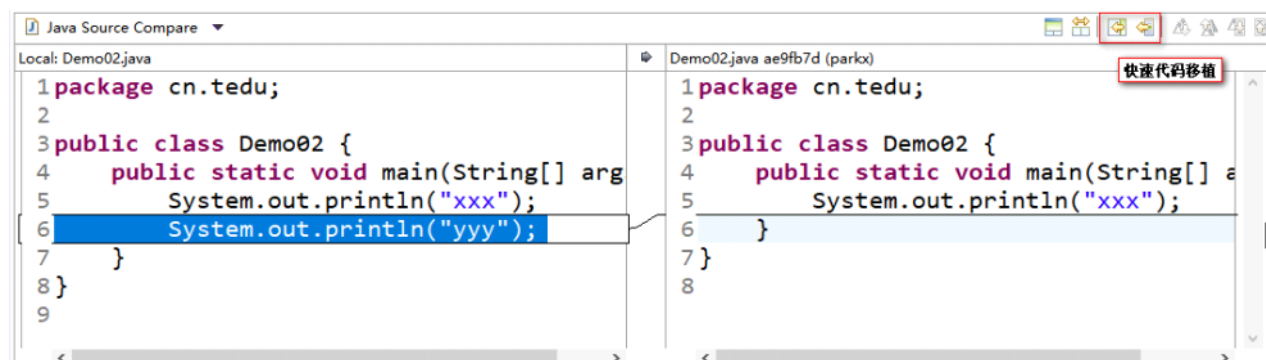 Java Source Compare
Local: Demo02.java
Demo02.java ae9fb7d (parkx)
快速代码移植
1 package cn.tedu;
2
3 public class Demo02 {
4 public static void main(String[] arg
5 System.out.println("xxx");
6 System.out.println("yyy");
7 }
8 }
9
1 package cn.tedu;
2
3 public class Demo02 {
4 public static void main(String[] a
5 System.out.println("xxx");
6 }
7 }
8